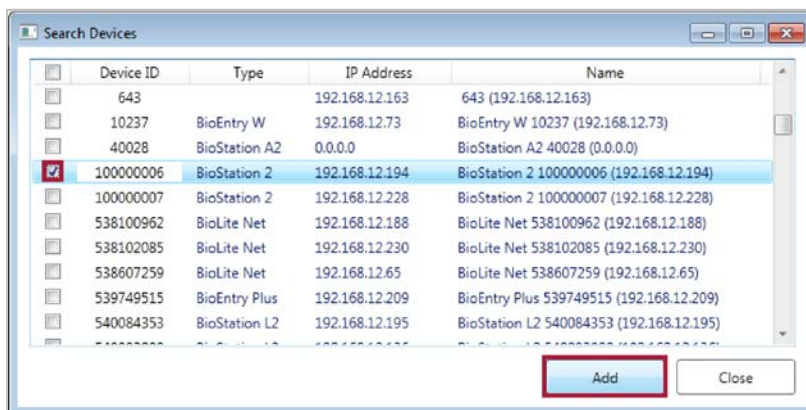 Search Devices
Device ID Type IP Address Name
643 192.168.12.163 643 (192.168.12.163)
10237 BioEntry W 192.168.12.73 BioEntry W 10237 (192.168.12.73)
40028 BioStation A2 0.0.0.0 BioStation A2 40028 (0.0.0.0)
100000006 BioStation 2 192.168.12.194 BioStation 2 100000006 (192.168.12.194)
100000007 BioStation 2 192.168.12.228 BioStation 2 100000007 (192.168.12.228)
538100962 BioLite Net 192.168.12.188 BioLite Net 538100962 (192.168.12.188)
538102085 BioLite Net 192.168.12.230 BioLite Net 538102085 (192.168.12.230)
538607259 BioLite Net 192.168.12.65 BioLite Net 538607259 (192.168.12.65)
539749515 BioEntry Plus 192.168.12.209 BioEntry Plus 539749515 (192.168.12.209)
540084353 BioStation L2 192.168.12.195 BioStation L2 540084353 (192.168.12.195)
Add Close